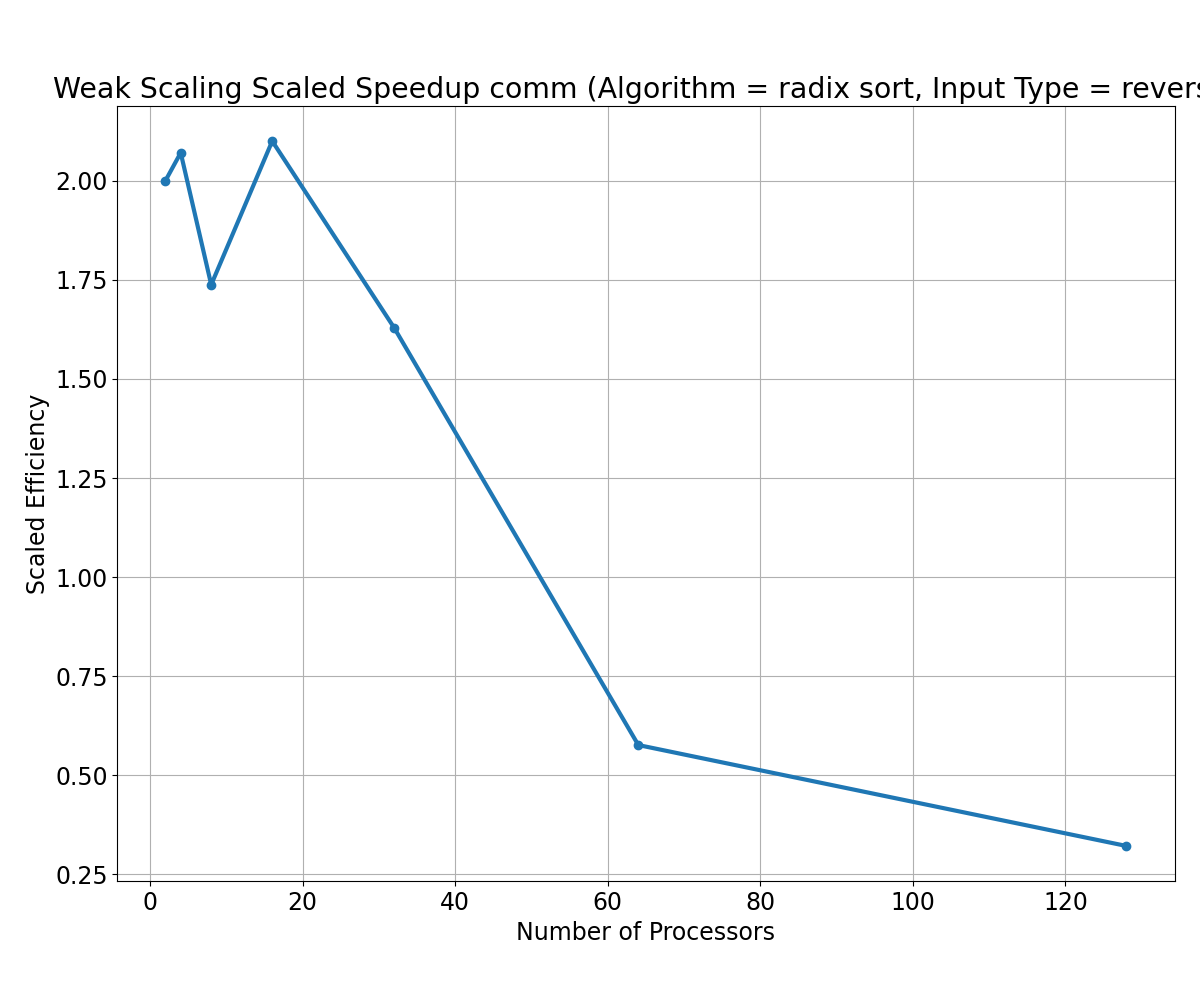 Weak Scaling Scaled Speedup comm (Algorithm = radix sort, Input Type = revers
2.00
1.75
1.50
1.25
1.00
0.75
0.50
0.25
Scaled Efficiency
0 20 40 60 80 100 120
Number of Processors